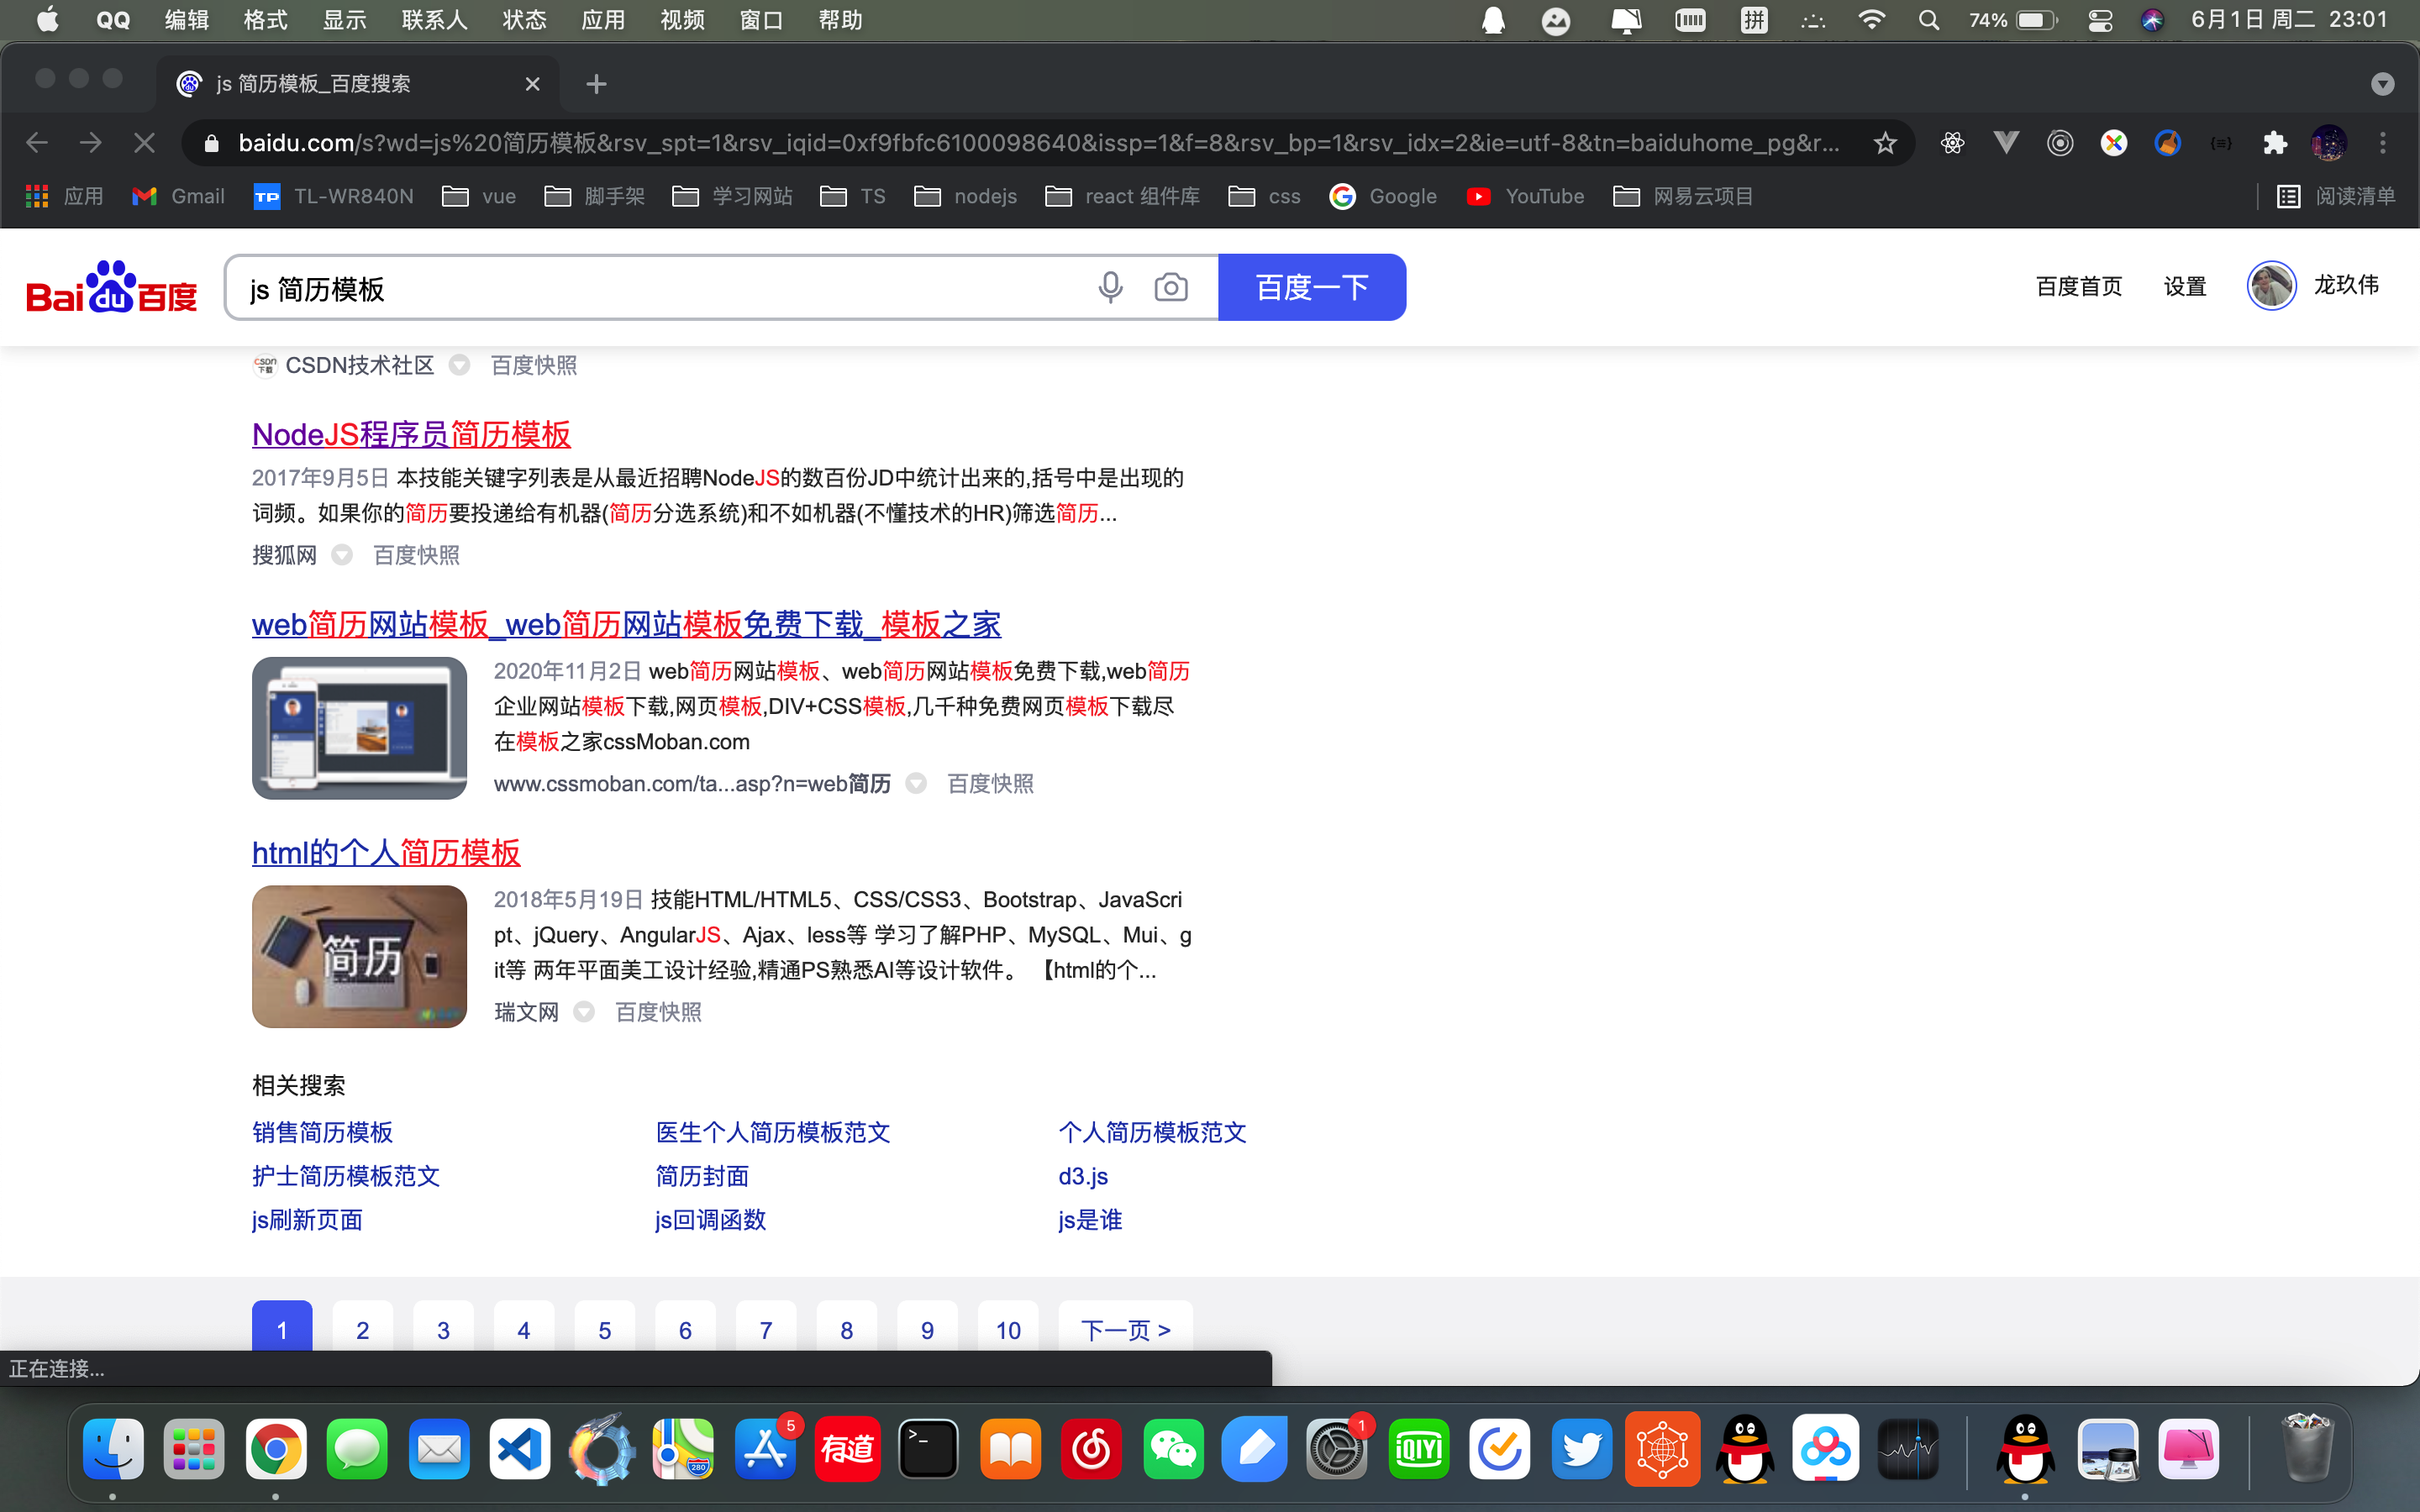 QQ 编辑 格式 显示 联系人 状态 应用 视频 窗口 帮助 拼 74% 6月1日 周二 23:01
js 简历模板_百度搜索
baidu.com/s?wd=js%20简历模板&rsv_spt=1&rsv_iqid=0xf9fbfc6100098640&issp=1&f=8&rsv_bp=1&rsv_idx=2&ie=utf-8&tn=baiduhome_pg&r...
应用 Gmail TP TL-WR840N vue 脚手架 学习网站 TS nodejs react 组件库 css Google YouTube 网易云项目 阅读清单
Bai du 百度 js 简历模板 百度一下 百度首页 设置 龙玖伟
CSDN下载 CSDN技术社区 百度快照
NodeJS程序员简历模板
2017年9月5日 本技能关键字列表是从最近招聘NodeJS的数百份JD中统计出来的,括号中是出现的
词频。如果你的简历要投递给有机器(简历分选系统)和不如机器(不懂技术的HR)筛选简历...
搜狐网 百度快照
web简历网站模板_web简历网站模板免费下载_模板之家
2020年11月2日 web简历网站模板、web简历网站模板免费下载,web简历
企业网站模板下载,网页模板,DIV+CSS模板,几千种免费网页模板下载尽
在模板之家cssMoban.com
www.cssmoban.com/ta...asp?n=web简历 百度快照
html的个人简历模板
2018年5月19日 技能HTML/HTML5、CSS/CSS3、Bootstrap、JavaScri
pt、jQuery、AngularJS、Ajax、less等 学习了解PHP、MySQL、Mui、g
it等 两年平面美工设计经验,精通PS熟悉AI等设计软件。 【html的个...
简历
瑞文网 百度快照
相关搜索
销售简历模板 医生个人简历模板范文 个人简历模板范文
护士简历模板范文 简历封面 d3.js
js刷新页面 js回调函数 js是谁
1 2 3 4 5 6 7 8 9 10 下一页 >
正在连接...
280 5 有道 >_ 1 iQIYI